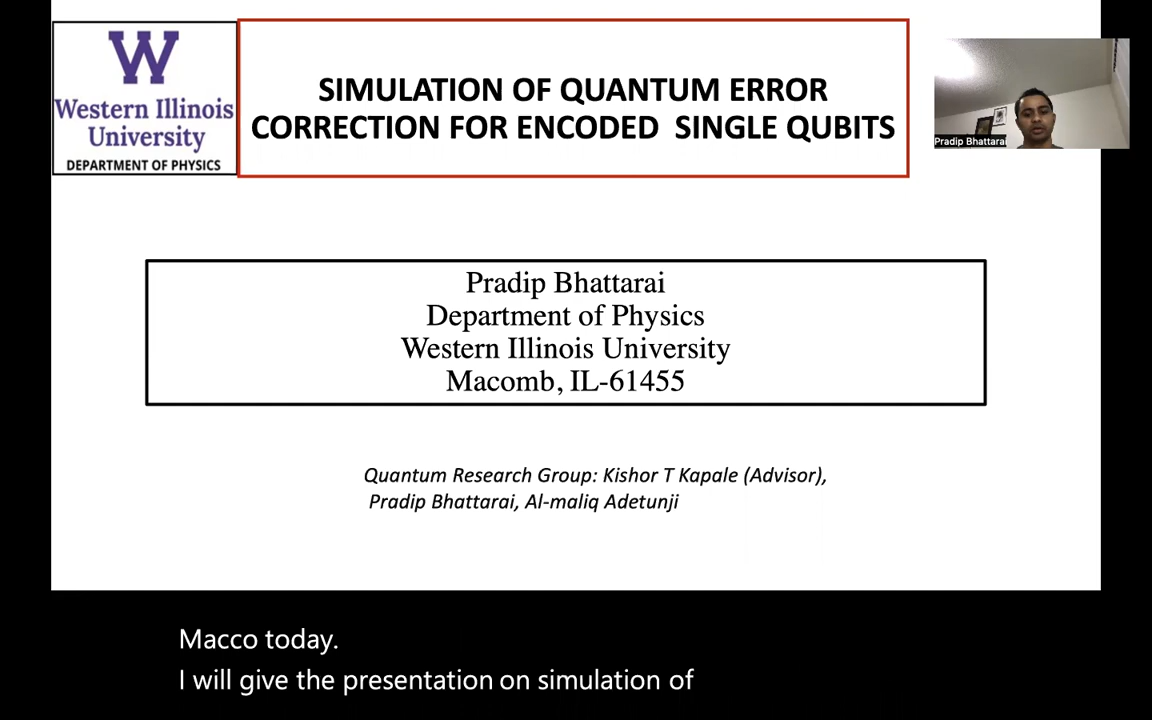 W
Western Illinois
University
DEPARTMENT OF PHYSICS
SIMULATION OF QUANTUM ERROR
CORRECTION FOR ENCODED  SINGLE QUBITS
Pradip Bhattarai
Pradip Bhattarai
Department of Physics
Western Illinois University
Macomb, IL-61455
Quantum Research Group: Kishor T Kapale (Advisor),
Pradip Bhattarai, Al-maliq Adetunji
Macco today.
I will give the presentation on simulation of